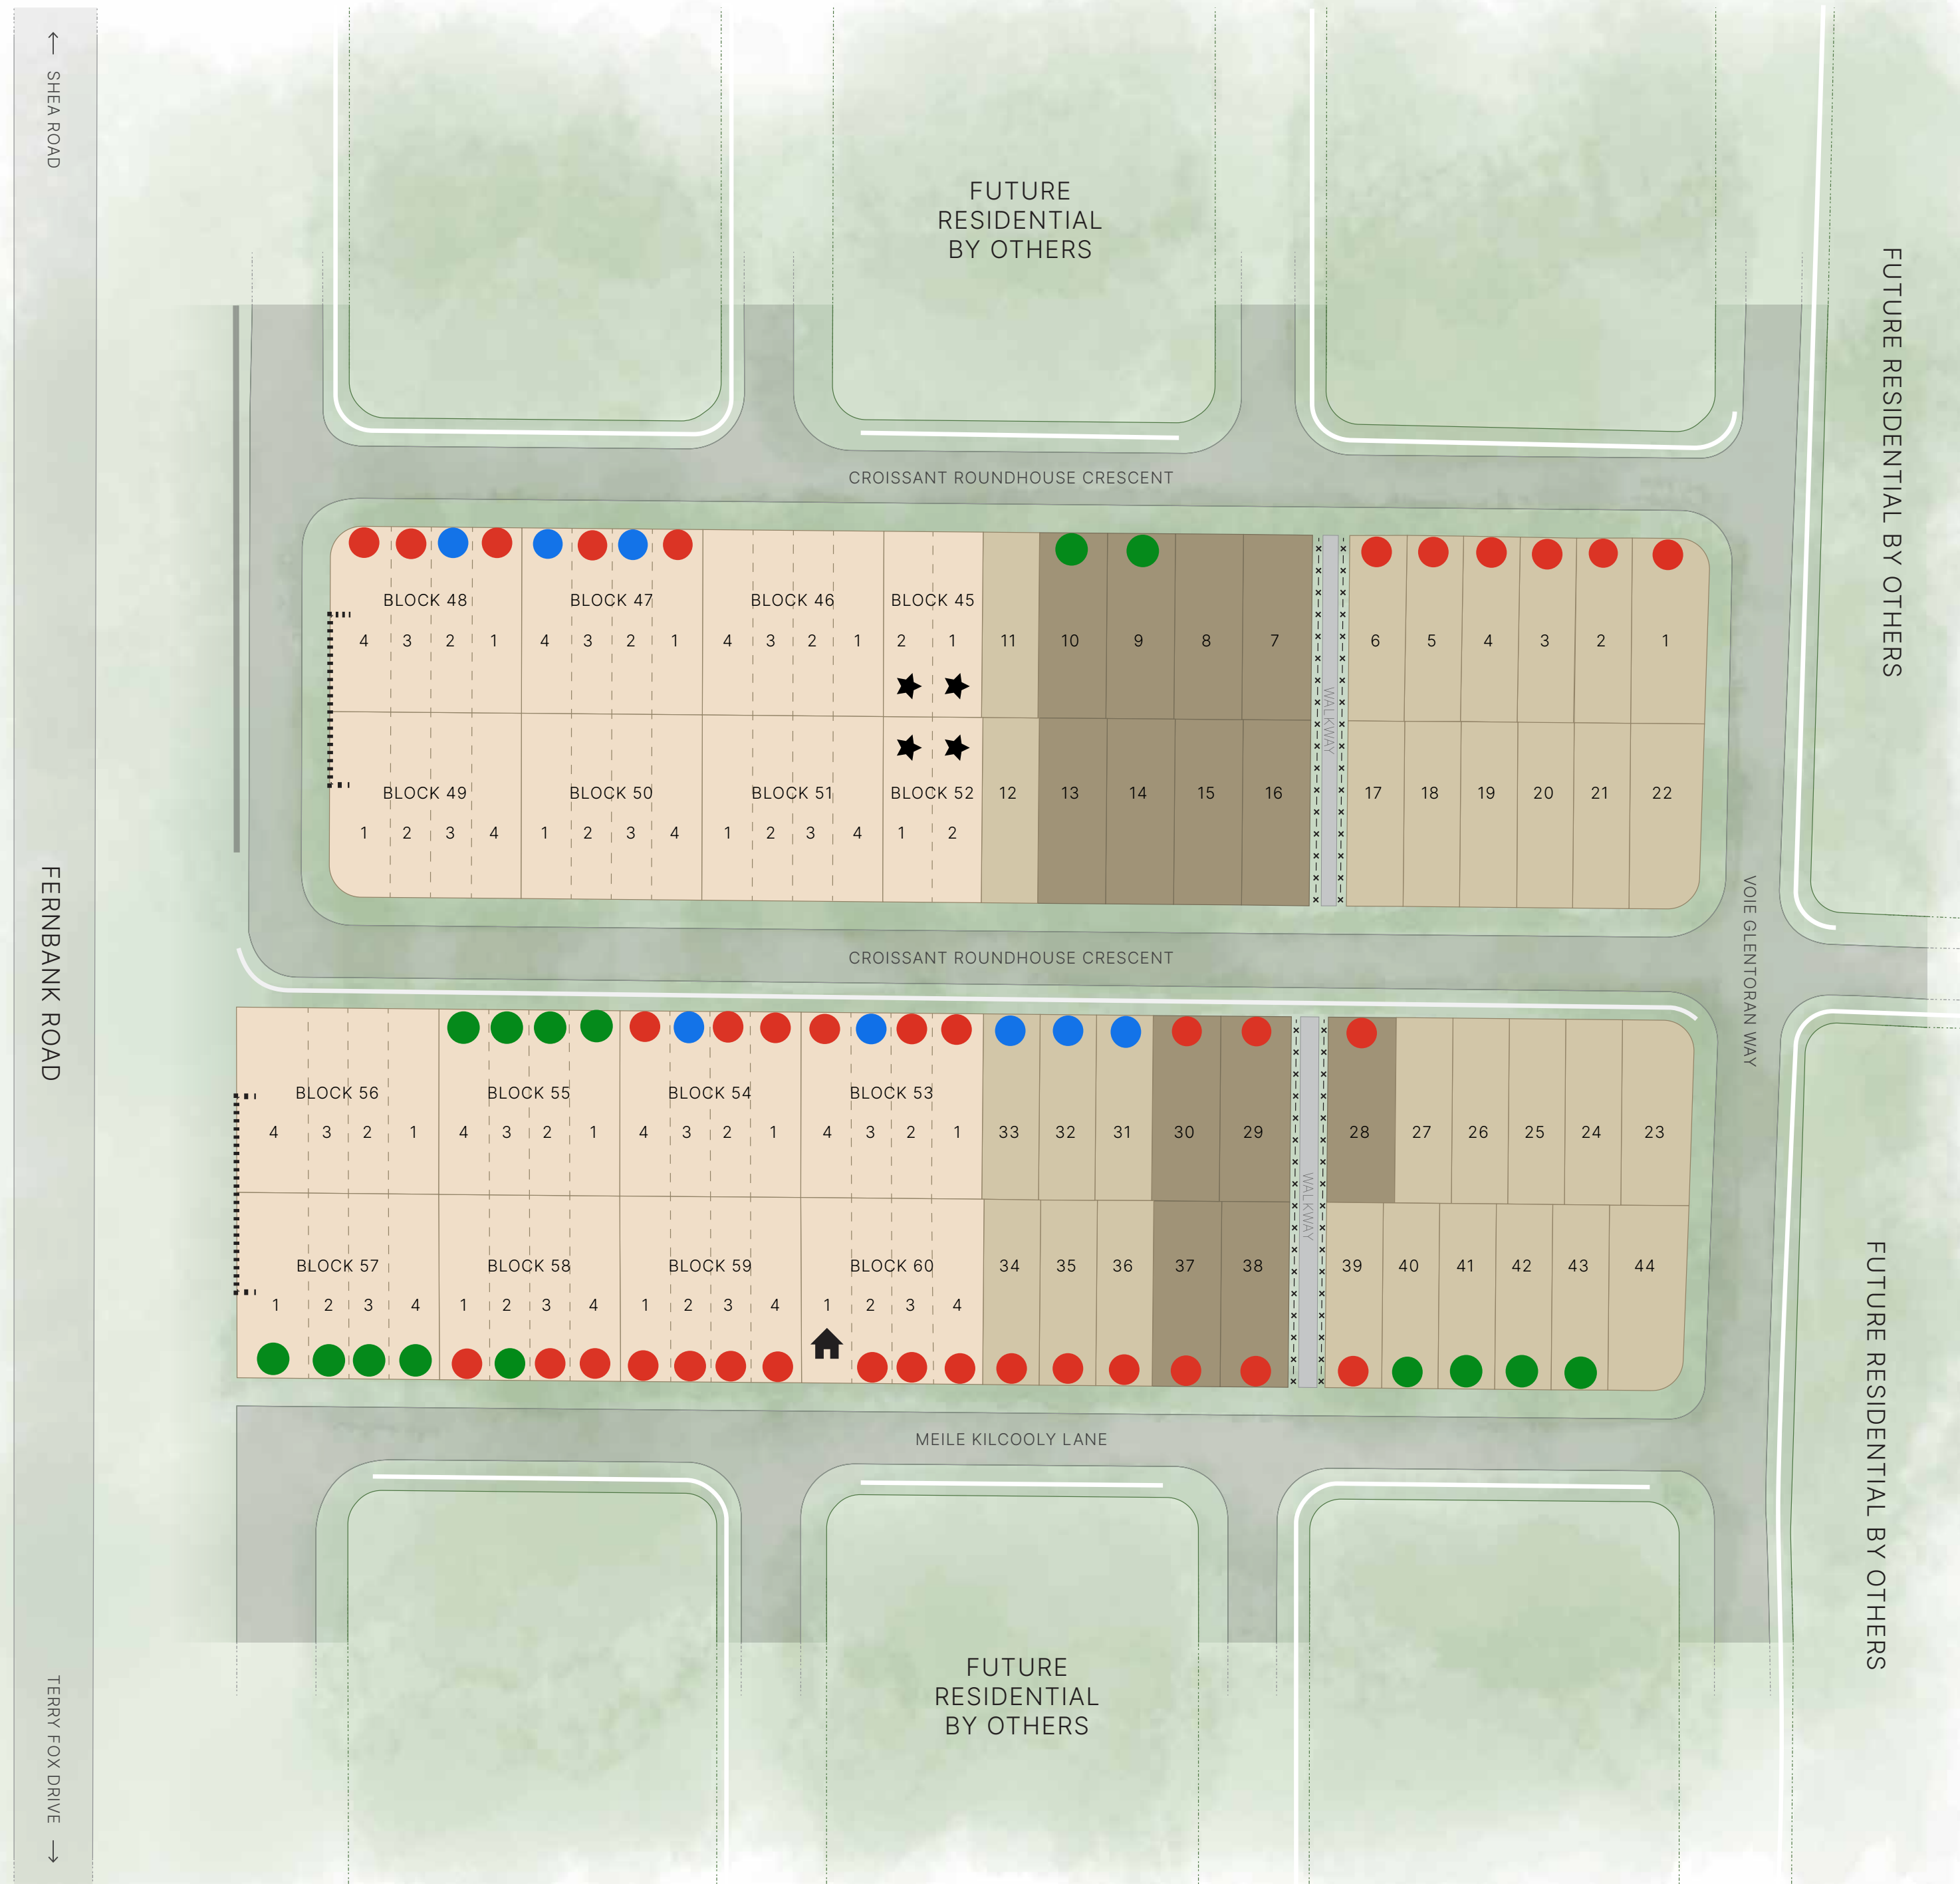 ← SHEA ROAD
FERNBANK ROAD
TERRY FOX DRIVE →
FUTURE
RESIDENTIAL
BY OTHERS
FUTURE RESIDENTIAL BY OTHERS
CROISSANT ROUNDHOUSE CRESCENT
BLOCK 48 BLOCK 47 BLOCK 46 BLOCK 45
4 3 2 1 4 3 2 1 4 3 2 1 2 1 11 10 9 8 7 6 5 4 3 2 1
WALKWAY
BLOCK 49 BLOCK 50 BLOCK 51 BLOCK 52 12 13 14 15 16 17 18 19 20 21 22
1 2 3 4 1 2 3 4 1 2 3 4 1 2
CROISSANT ROUNDHOUSE CRESCENT
VOIE GLENTORAN WAY
BLOCK 56 BLOCK 55 BLOCK 54 BLOCK 53
4 3 2 1 4 3 2 1 4 3 2 1 4 3 2 1 33 32 31 30 29 28 27 26 25 24 23
WALKWAY
BLOCK 57 BLOCK 58 BLOCK 59 BLOCK 60 34 35 36 37 38 39 40 41 42 43 44
1 2 3 4 1 2 3 4 1 2 3 4 1 2 3 4
MEILE KILCOOLY LANE
FUTURE RESIDENTIAL BY OTHERS
FUTURE
RESIDENTIAL
BY OTHERS